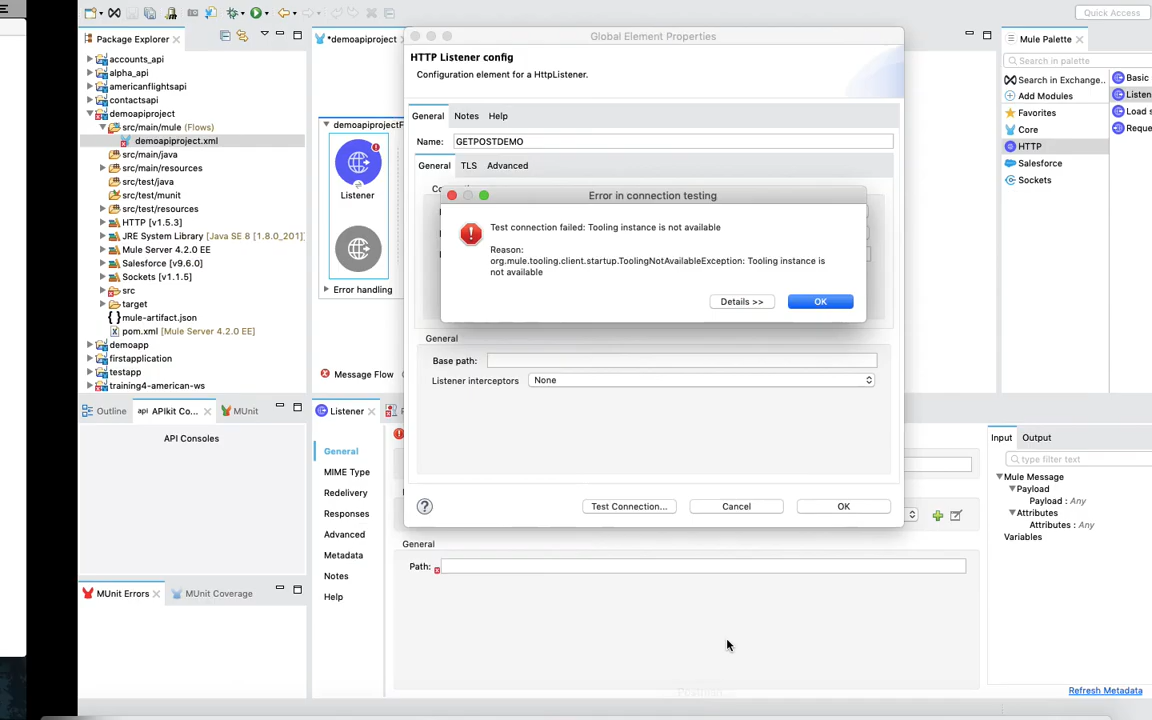 Quick Access
Package Explorer
accounts_api
alpha_api
americanflightsapi
contactsapi
demoapiproject
src/main/mule (Flows)
demoapiproject.xml
src/main/java
src/main/resources
src/test/java
src/test/munit
src/test/resources
HTTP [v1.5.3]
JRE System Library [Java SE 8 [1.8.0_201]]
Mule Server 4.2.0 EE
Salesforce [v9.6.0]
Sockets [v1.1.5]
src
target
mule-artifact.json
pom.xml [Mule Server 4.2.0 EE]
demoapp
firstapplication
testapp
training4-american-ws
*demoapiproject
demoapiprojectF
Listener
Error handling
Message Flow
Global Element Properties
HTTP Listener config
Configuration element for a HttpListener.
General Notes Help
Name: GETPOSTDEMO
General TLS Advanced
Error in connection testing
Test connection failed: Tooling instance is not available
Reason:
org.mule.tooling.client.startup.ToolingNotAvailableException: Tooling instance is
not available
Details >> OK
General
Base path:
Listener interceptors None
Test Connection... Cancel OK
Mule Palette
Search in palette
Search in Exchange..
Add Modules
Favorites
Core
HTTP
Salesforce
Sockets
Basic
Listen
Load s
Reque
Outline
api APIkit Co...
MUnit
API Consoles
MUnit Errors
MUnit Coverage
Listener
General
MIME Type
Redelivery
Responses
Advanced
Metadata
Notes
Help
General
Path:
Input Output
type filter text
Mule Message
Payload
Payload : Any
Attributes
Attributes : Any
Variables
Refresh Metadata